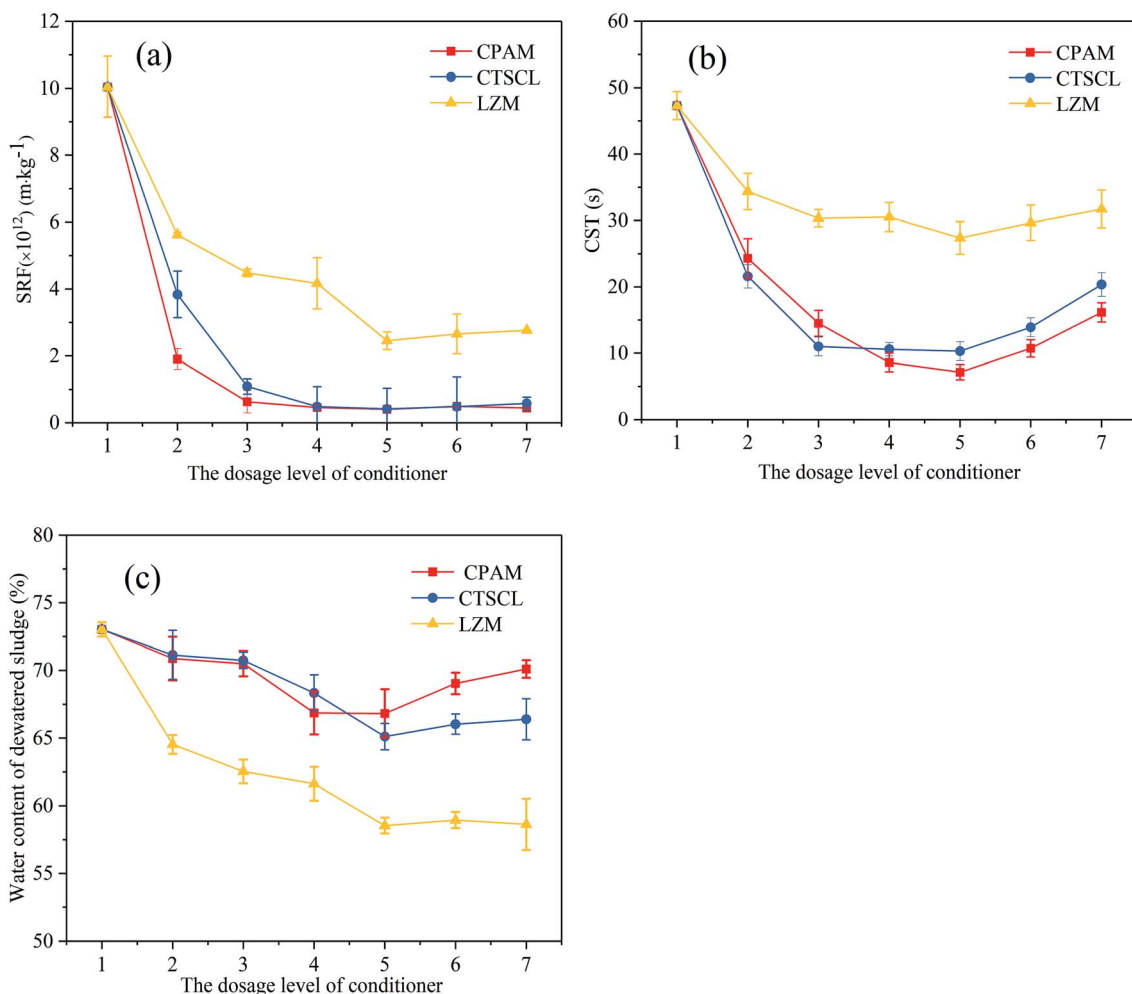 (a)
CPAM
CTSCL
LZM
12
10
8
6
4
2
0
SRF(×10¹²) (m·kg⁻¹)
1 2 3 4 5 6 7
The dosage level of conditioner
(b)
CPAM
CTSCL
LZM
60
50
40
30
20
10
0
CST (s)
1 2 3 4 5 6 7
The dosage level of conditioner
(c)
CPAM
CTSCL
LZM
80
75
70
65
60
55
50
Water content of dewatered sludge (%)
1 2 3 4 5 6 7
The dosage level of conditioner